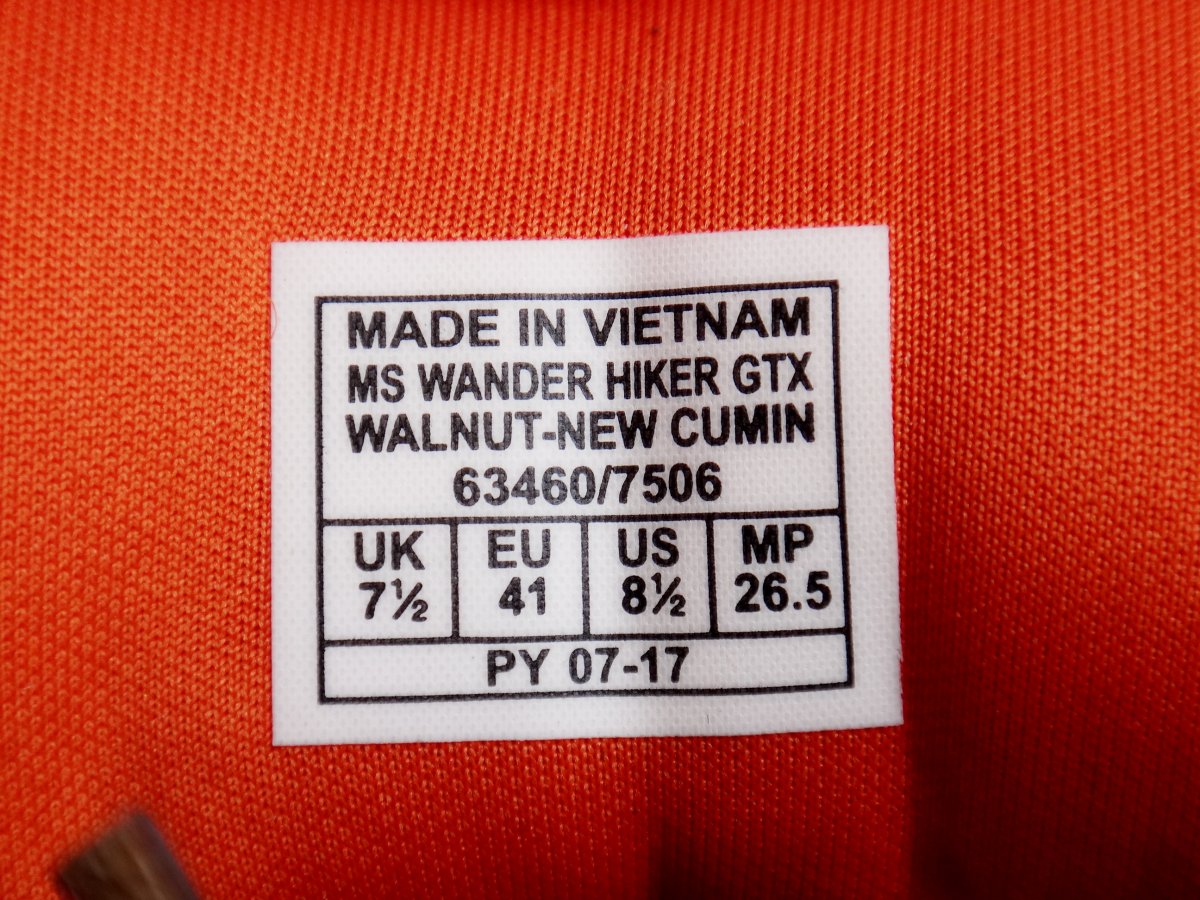 MADE IN VIETNAM
MS WANDER HIKER GTX
WALNUT-NEW CUMIN
63460/7506
UK EU US MP
7½ 41 8½ 26.5
PY 07-17